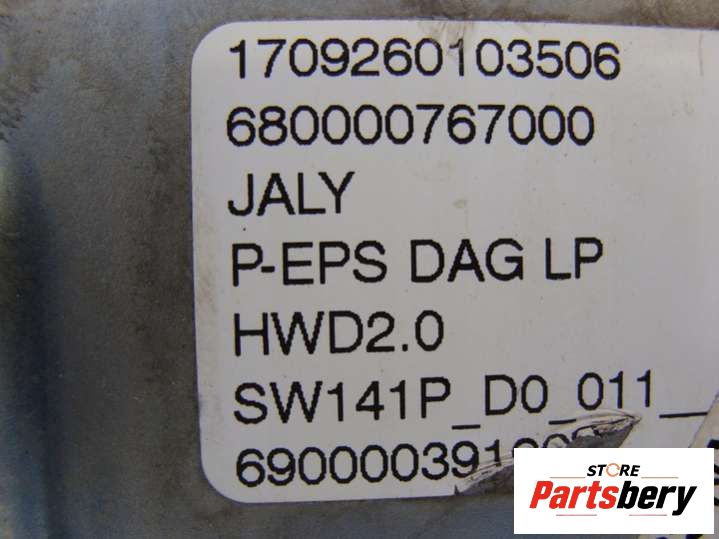 1709260103506
680000767000
JALY
P-EPS DAG LP
HWD2.0
SW141P_D0_011_
STORE
Partsbery